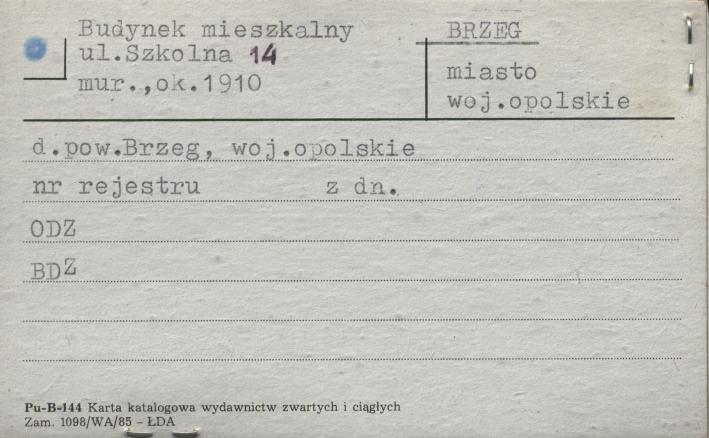 Budynek mieszkalny
ul.Szkolna 14
mur.,ok.1910
BRZEG
miasto
woj.opolskie
d.pow.Brzeg, woj.opolskie
nr rejestru z dn.
ODZ
BDZ
Pu-B-144 Karta katalogowa wydawnictw zwartych i ciągłych
Zam. 1098/WA/85 - ŁDA